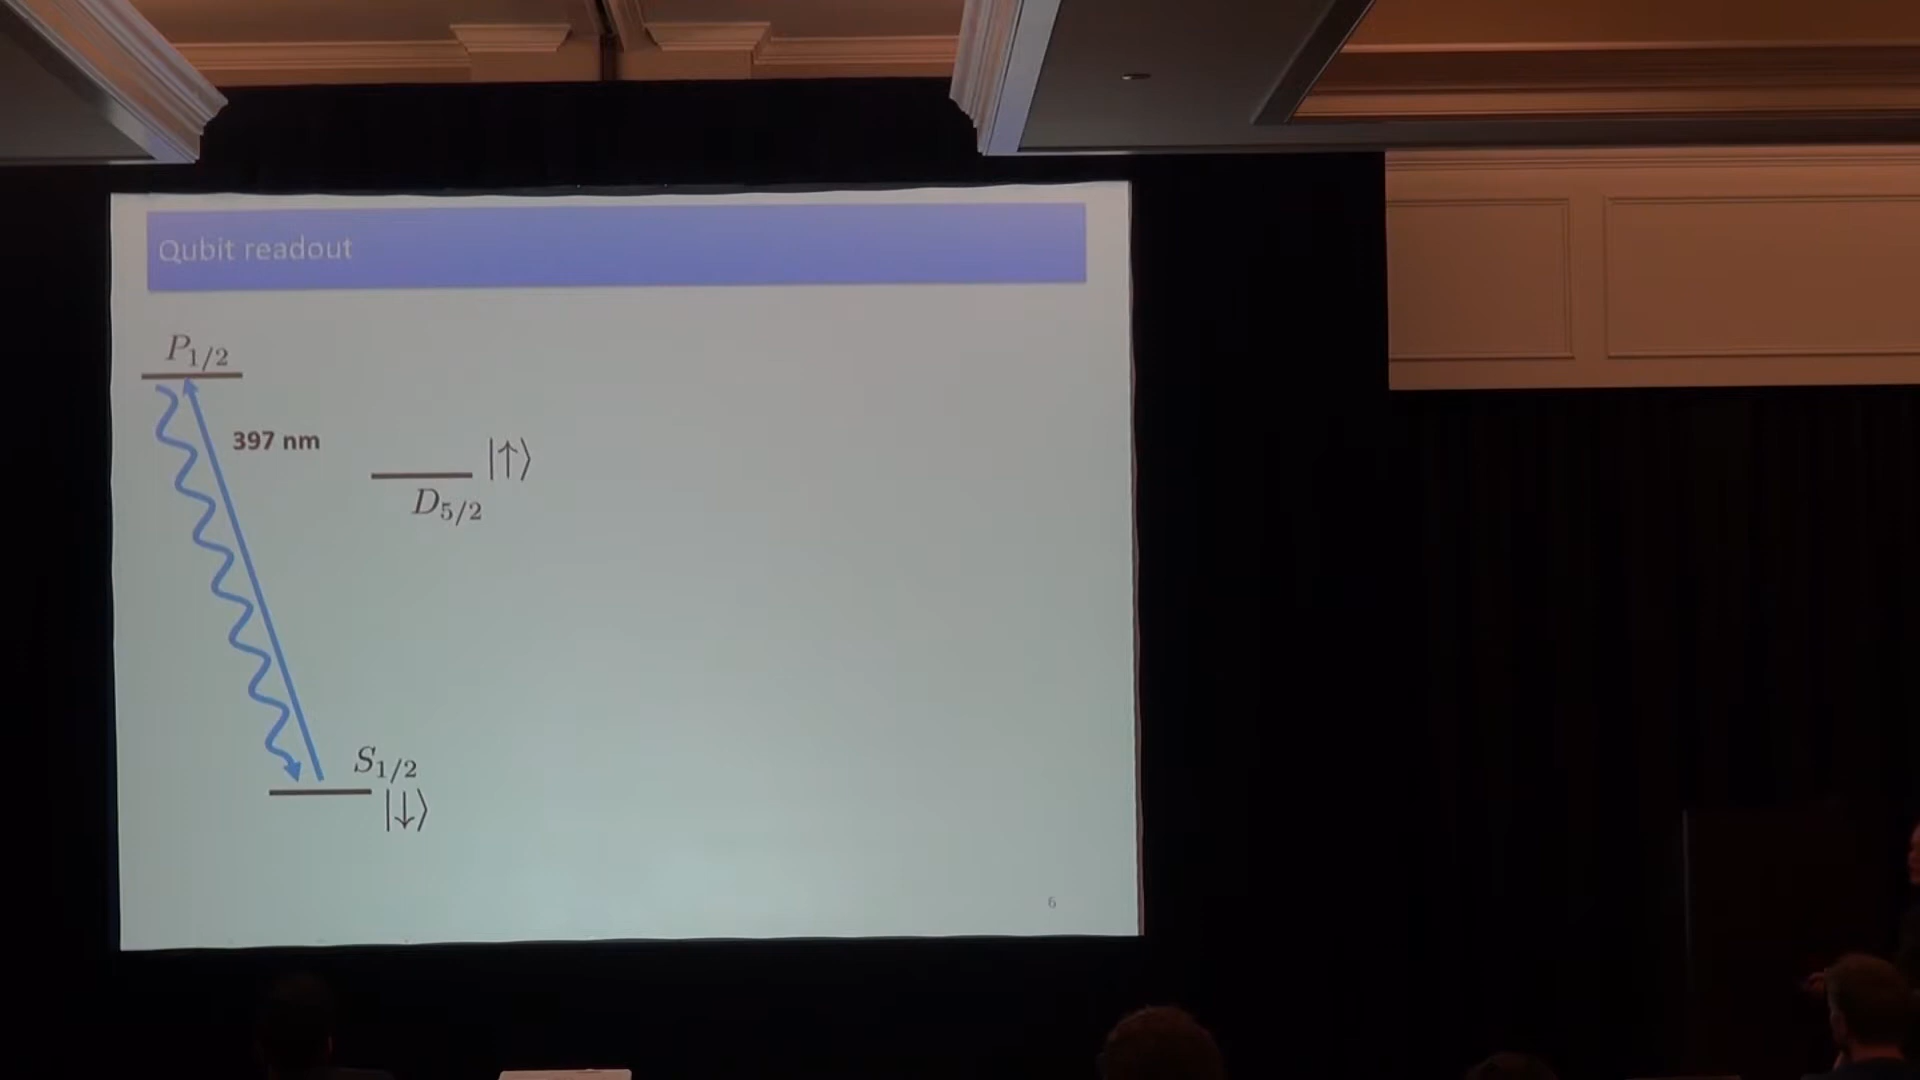 Qubit readout
P1/2
397 nm
|↑⟩
D5/2
S1/2
|↓⟩
6